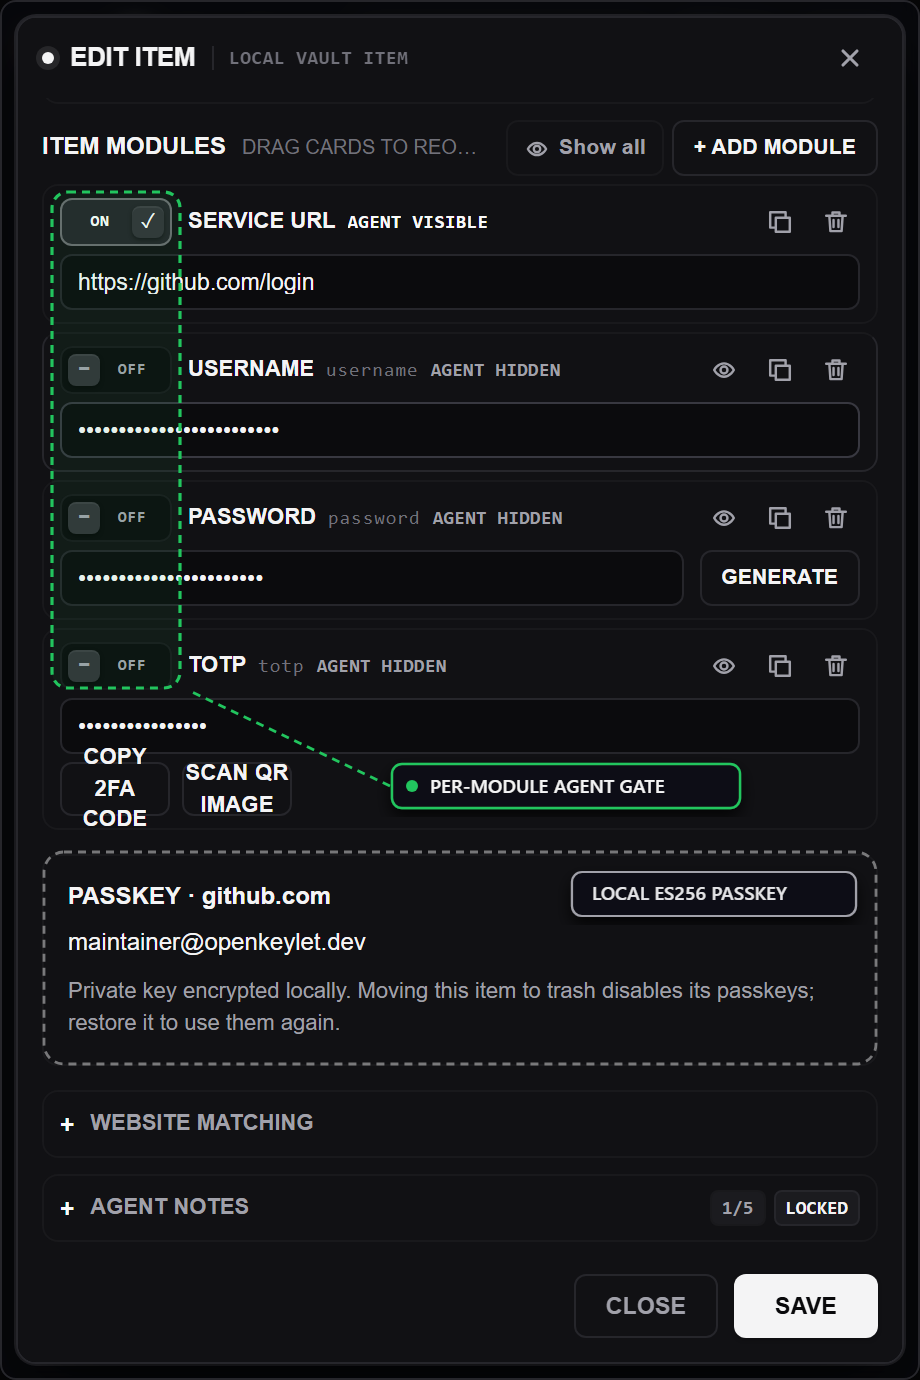 EDIT ITEM LOCAL VAULT ITEM
ITEM MODULES DRAG CARDS TO REO... Show all + ADD MODULE
ON ✓ SERVICE URL AGENT VISIBLE
https://github.com/login
− OFF USERNAME username AGENT HIDDEN
•••••••••••••••••••••••••
− OFF PASSWORD password AGENT HIDDEN
••••••••••••••••••••••• GENERATE
− OFF TOTP totp AGENT HIDDEN
••••••••••••••••
COPY
2FA
CODE
SCAN QR
IMAGE
PER-MODULE AGENT GATE
PASSKEY · github.com LOCAL ES256 PASSKEY
maintainer@openkeylet.dev
Private key encrypted locally. Moving this item to trash disables its passkeys;
restore it to use them again.
+ WEBSITE MATCHING
+ AGENT NOTES 1/5 LOCKED
CLOSE SAVE